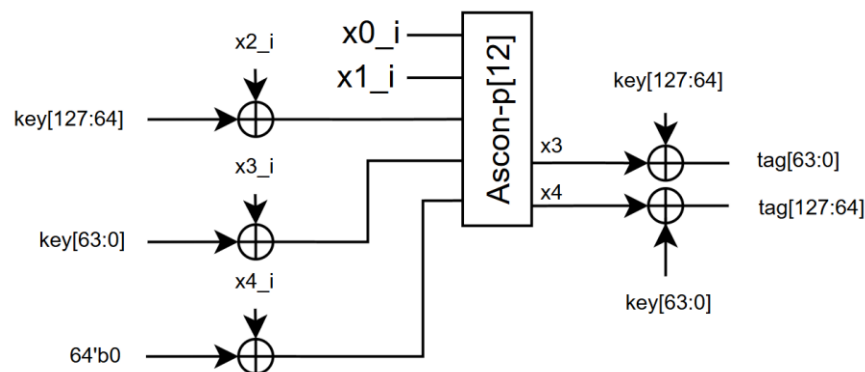 x2_i
x0_i
x1_i
Ascon-p[12]
key[127:64]
key[127:64]
x3_i
x3
tag[63:0]
x4
tag[127:64]
key[63:0]
x4_i
key[63:0]
64'b0